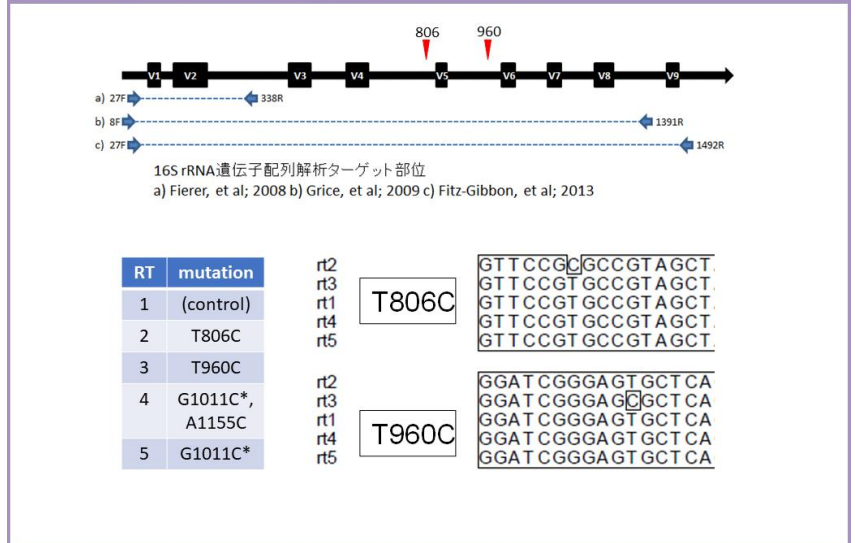 806 960
V1 V2 V3 V4 V5 V6 V7 V8 V9
a) 27F 338R
b) 8F 1391R
c) 27F 1492R
16S rRNA遺伝子配列解析ターゲット部位
a) Fierer, et al; 2008 b) Grice, et al; 2009 c) Fitz-Gibbon, et al; 2013
RT mutation
1 (control)
2 T806C
3 T960C
4 G1011C*,
A1155C
5 G1011C*
T806C
rt2 GTTCCGCGCCGTAGCT
rt3 GTTCCGTGCCGTAGCT
rt1 GTTCCGTGCCGTAGCT
rt4 GTTCCGTGCCGTAGCT
rt5 GTTCCGTGCCGTAGCT
T960C
rt2 GGATCGGGAGTGCTCA
rt3 GGATCGGGAGCGCTCA
rt1 GGATCGGGAGTGCTCA
rt4 GGATCGGGAGTGCTCA
rt5 GGATCGGGAGTGCTCA